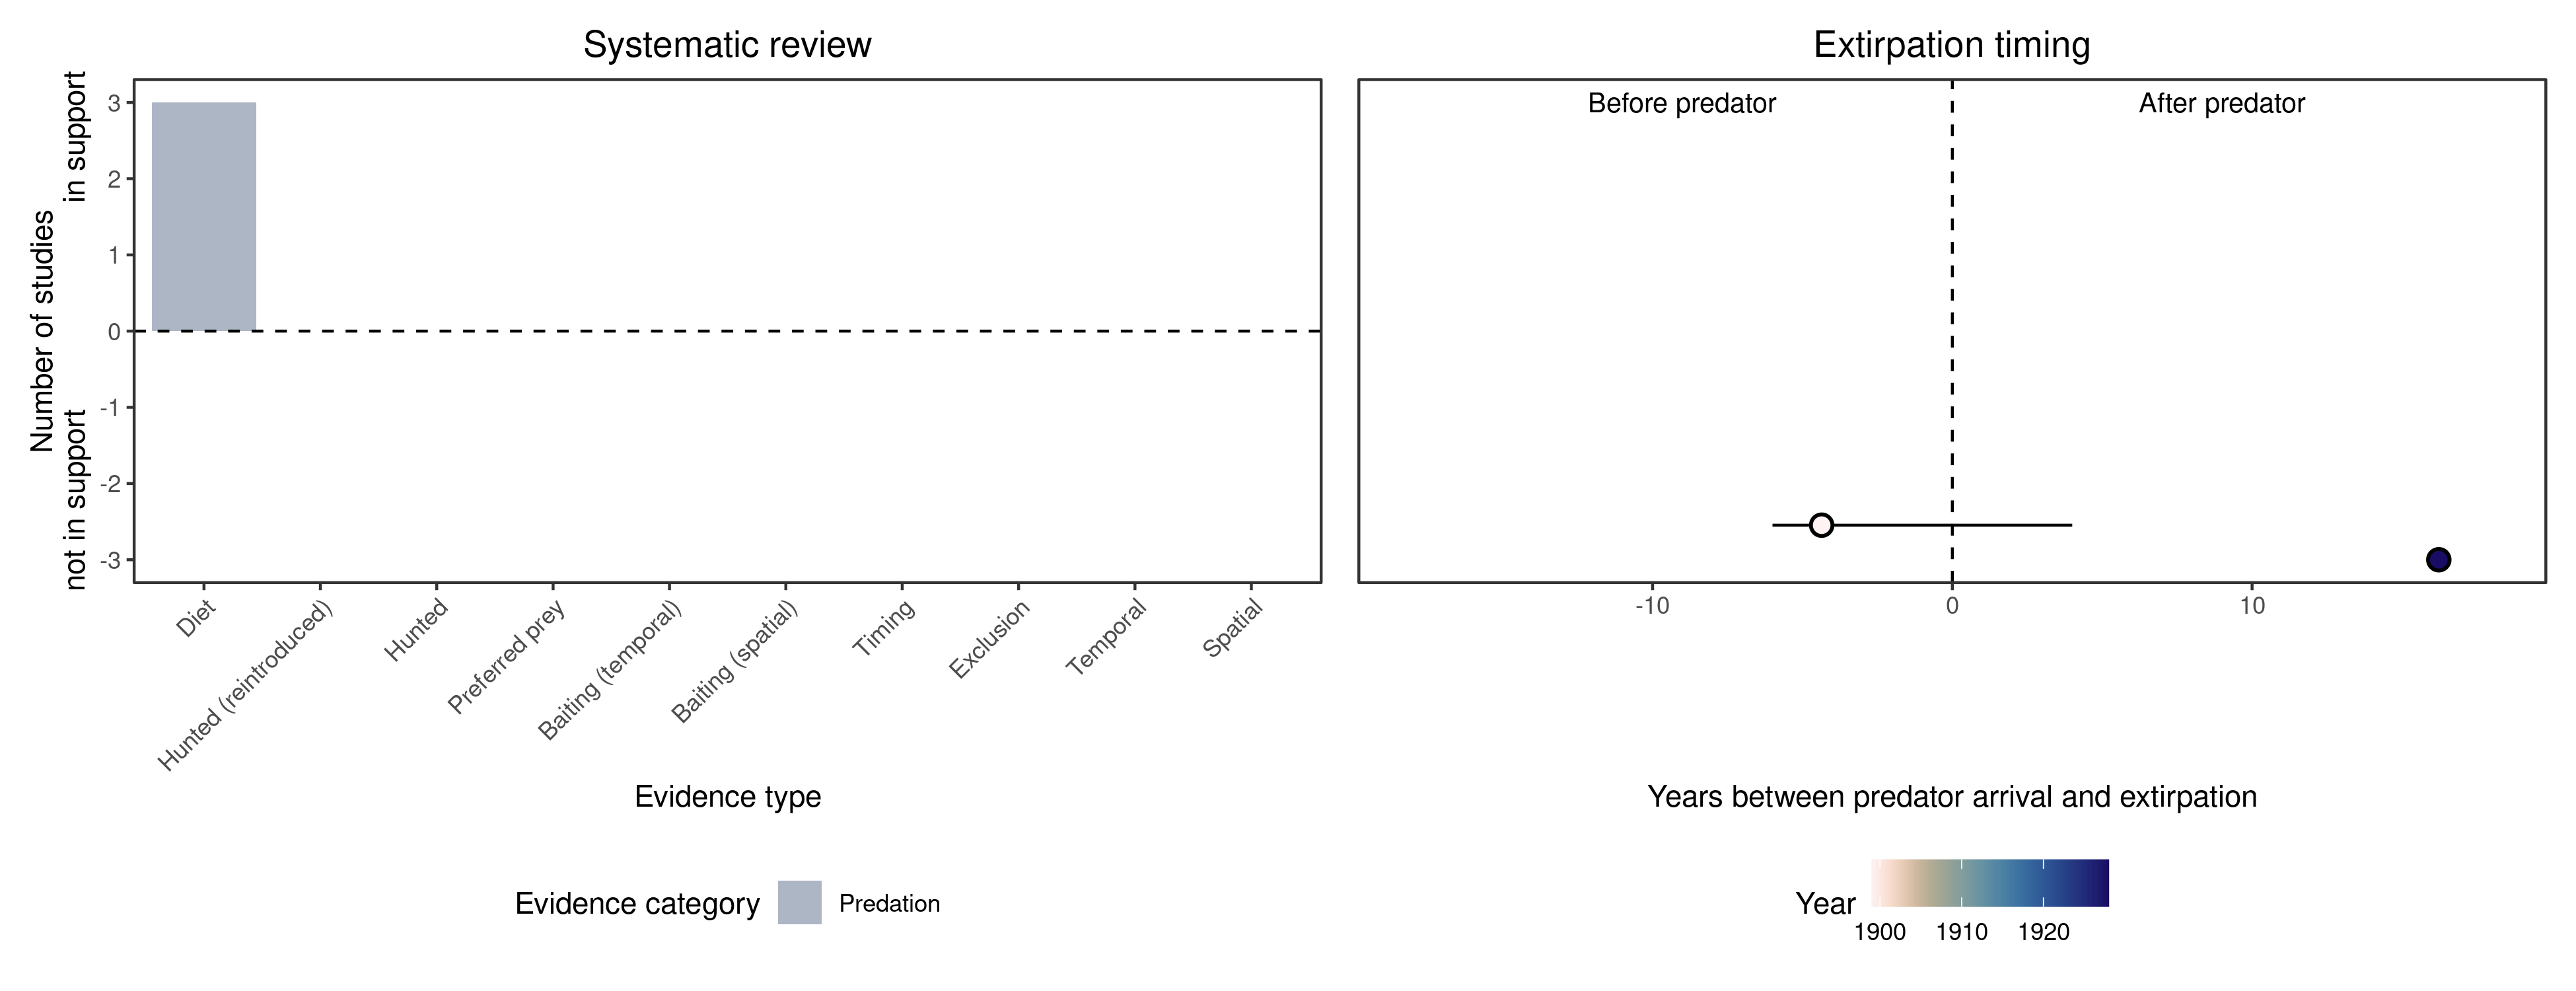 Systematic review
Extirpation timing
Number of studies
not in support
in support
3
2
1
0
-1
-2
-3
Diet
Hunted (reintroduced)
Hunted
Preferred prey
Baiting (temporal)
Baiting (spatial)
Timing
Exclusion
Temporal
Spatial
Evidence type
Evidence category
Predation
Before predator
After predator
-10
0
10
Years between predator arrival and extirpation
Year
1900
1910
1920